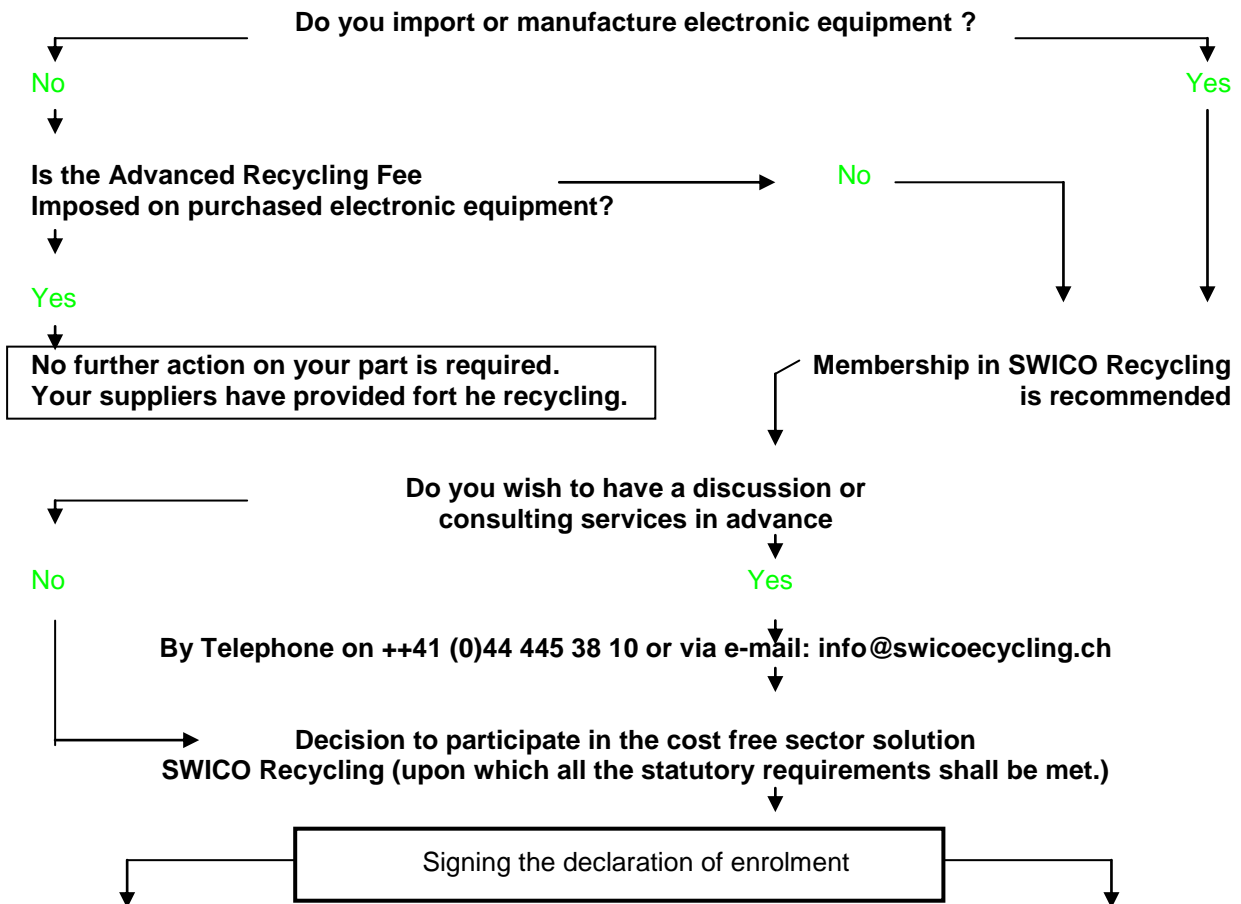 Do you import or manufacture electronic equipment ?
No
Yes
Is the Advanced Recycling Fee
Imposed on purchased electronic equipment?
No
Yes
No further action on your part is required.
Your suppliers have provided fort he recycling.
Membership in SWICO Recycling
is recommended
Do you wish to have a discussion or
consulting services in advance
No
Yes
By Telephone on ++41 (0)44 445 38 10 or via e-mail: info@swicoecycling.ch
Decision to participate in the cost free sector solution
SWICO Recycling (upon which all the statutory requirements shall be met.)
Signing the declaration of enrolment